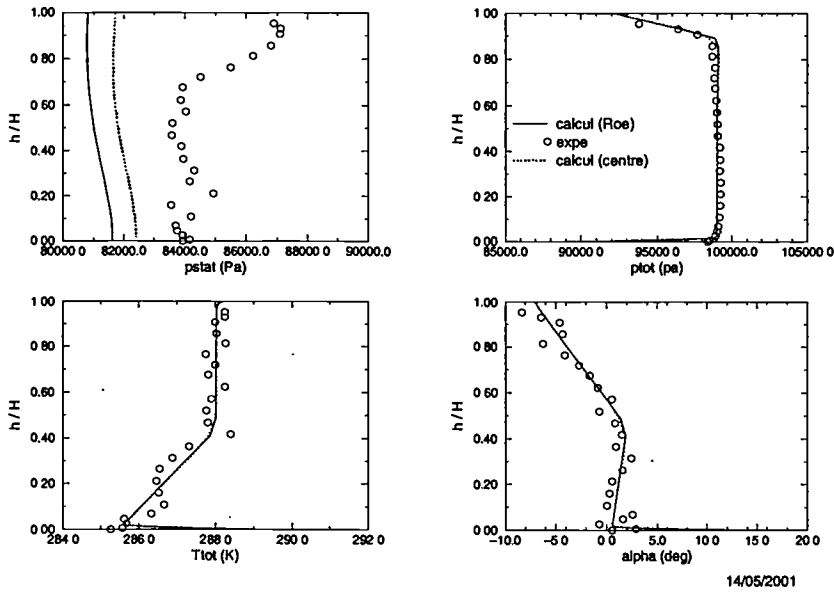 1.00
0.80
0.60
0.40
0.20
0.00
h / H
80000.0 82000.0 84000.0 86000.0 88000.0 90000.0
pstat (Pa)
1.00
0.80
0.60
0.40
0.20
0.00
h / H
calcul (Roe)
expe
calcul (centre)
85000 0 90000.0 95000 0 100000 0 105000 0
ptot (pa)
1.00
0.80
0.60
0.40
0.20
0.00
h / H
284 0 286 0 288 0 290 0 292 0
Ttot (K)
1.00
0.80
0.60
0.40
0.20
0.00
h / H
-10.0 -5.0 0 0 5.0 10 0 15 0 20 0
alpha (deg)
14/05/2001